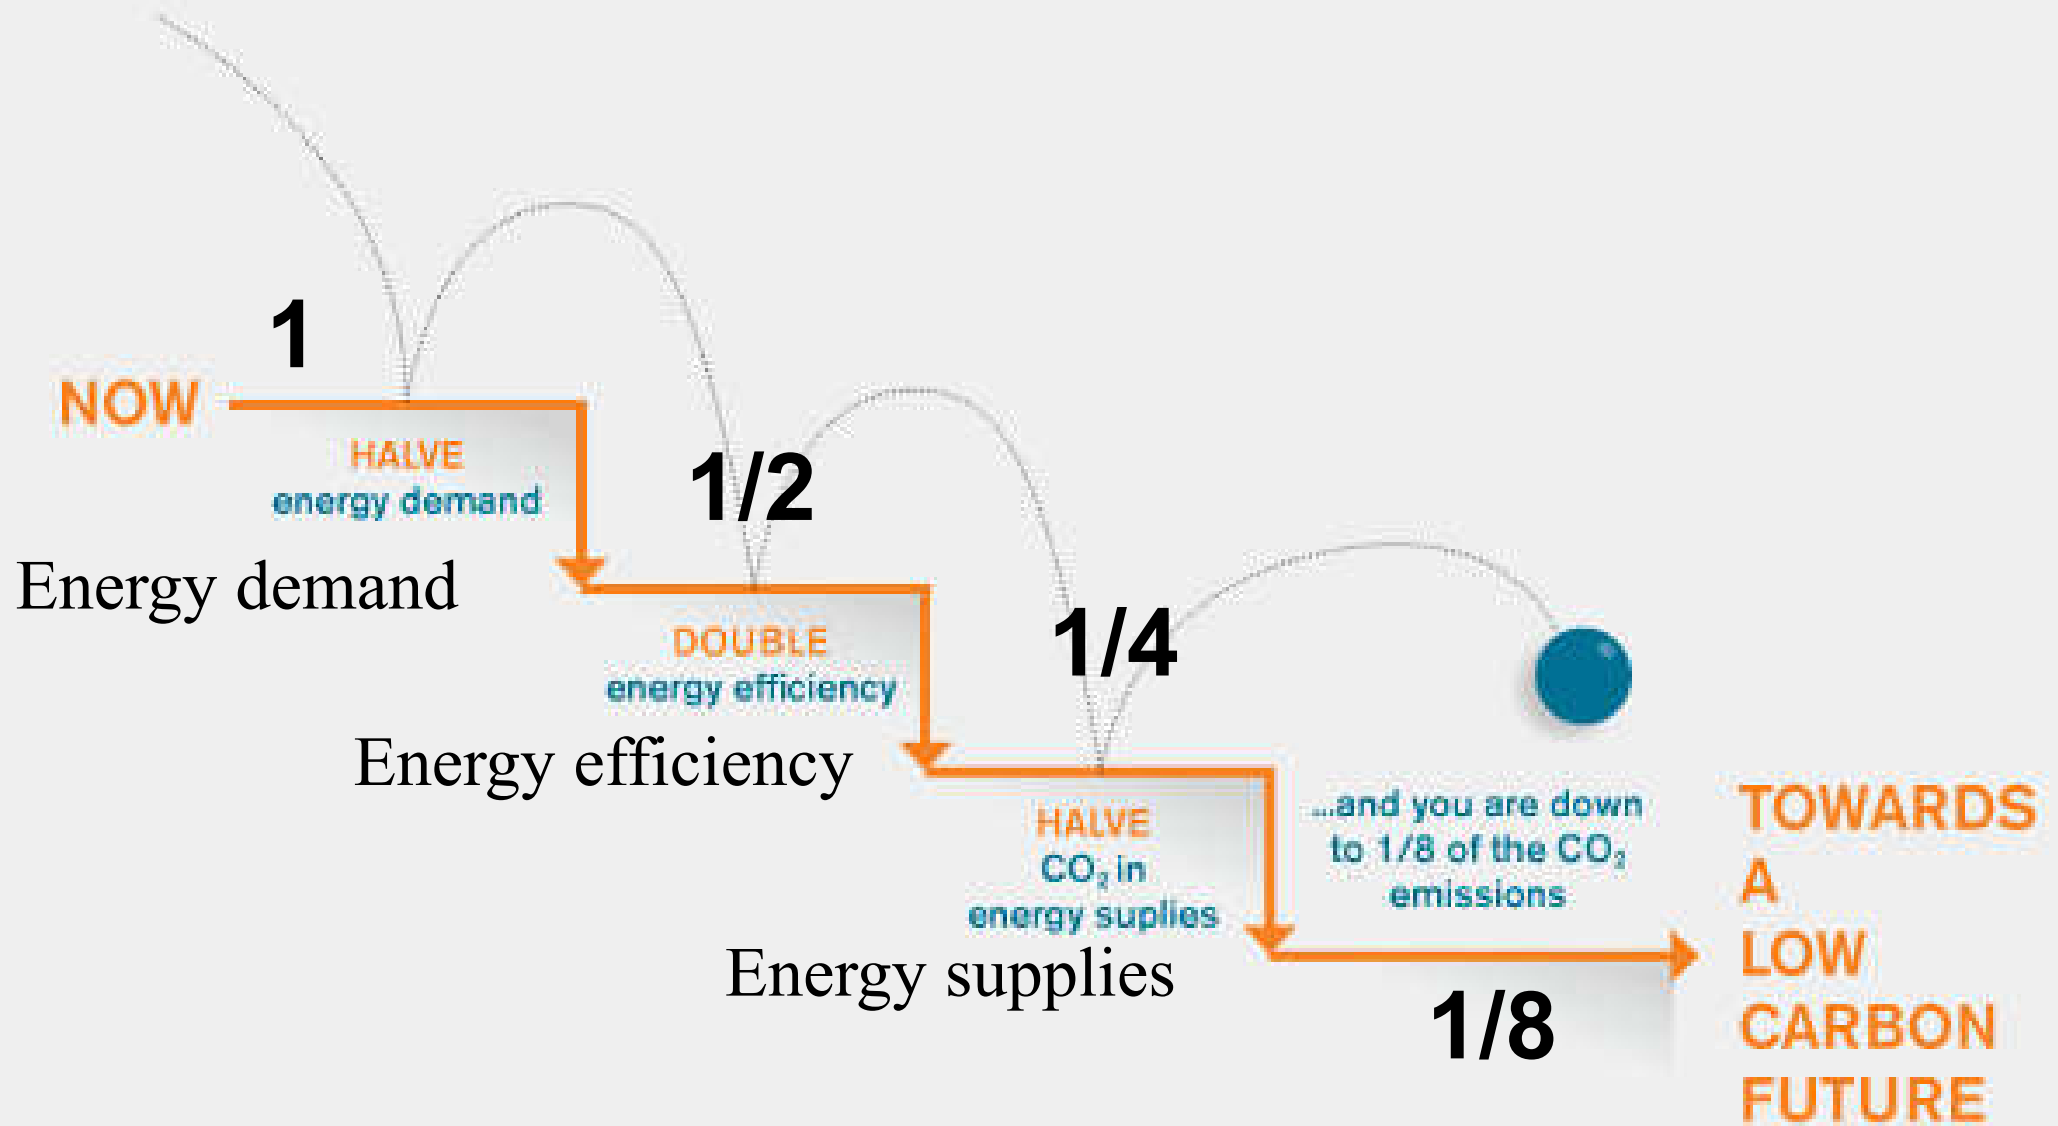 1
NOW
HALVE
energy demand
Energy demand
1/2
DOUBLE
energy efficiency
Energy efficiency
1/4
HALVE
CO₂ in
energy suplies
Energy supplies
...and you are down
to 1/8 of the CO₂
emissions
1/8
TOWARDS
A
LOW
CARBON
FUTURE